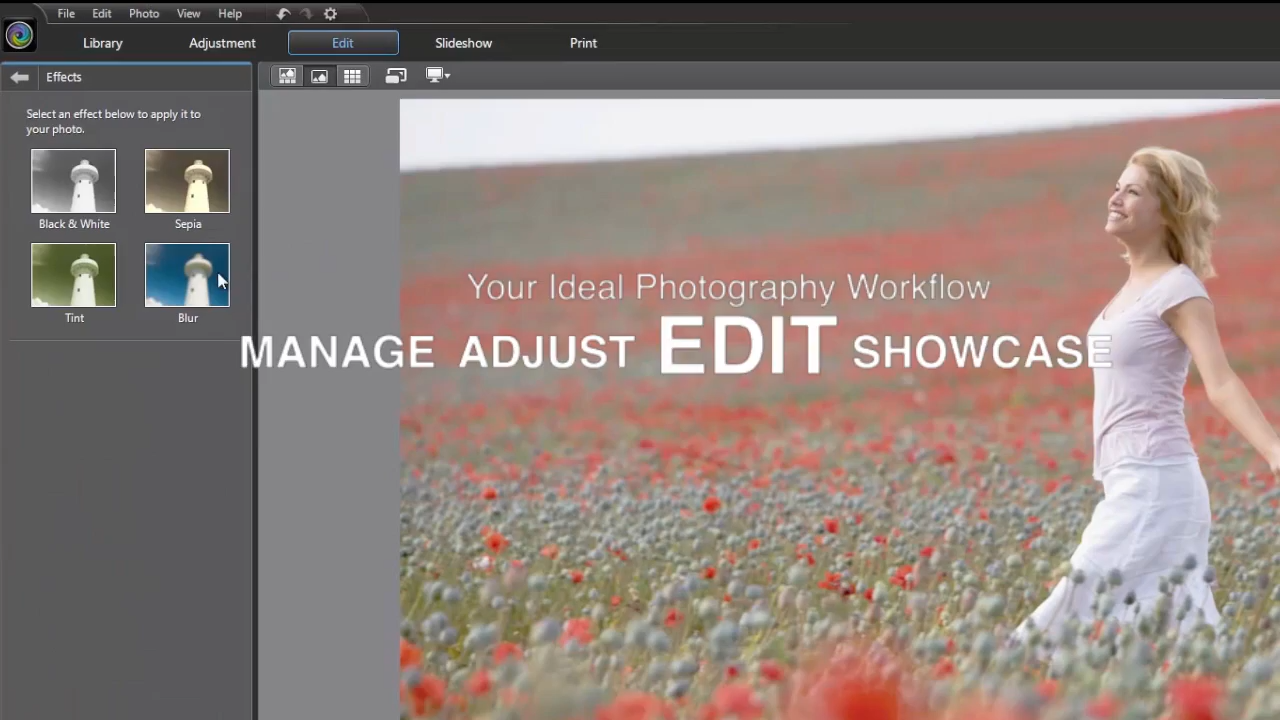 File Edit Photo View Help
Library Adjustment Edit Slideshow Print
Effects
Select an effect below to apply it to
your photo.
Black & White Sepia
Tint Blur
Your Ideal Photography Workflow
MANAGE ADJUST EDIT SHOWCASE